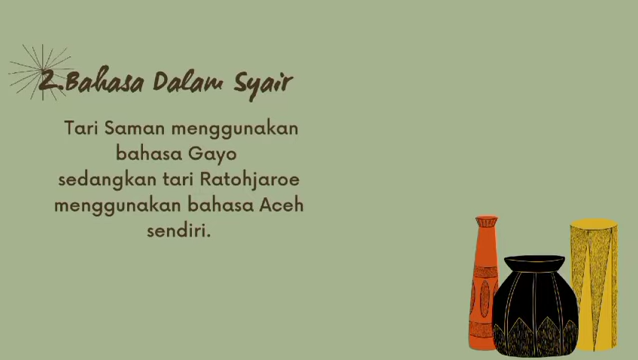 2.Bahasa Dalam Syair
Tari Saman menggunakan
bahasa Gayo
sedangkan tari Ratohjaroe
menggunakan bahasa Aceh
sendiri.